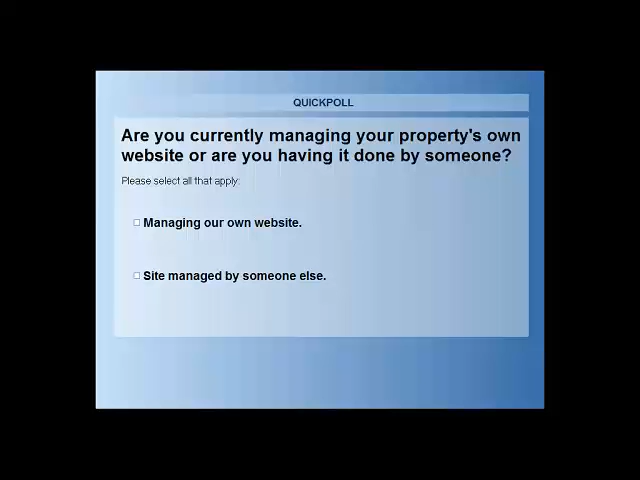 QUICKPOLL
Are you currently managing your property's own
website or are you having it done by someone?
Please select all that apply:
Managing our own website.
Site managed by someone else.